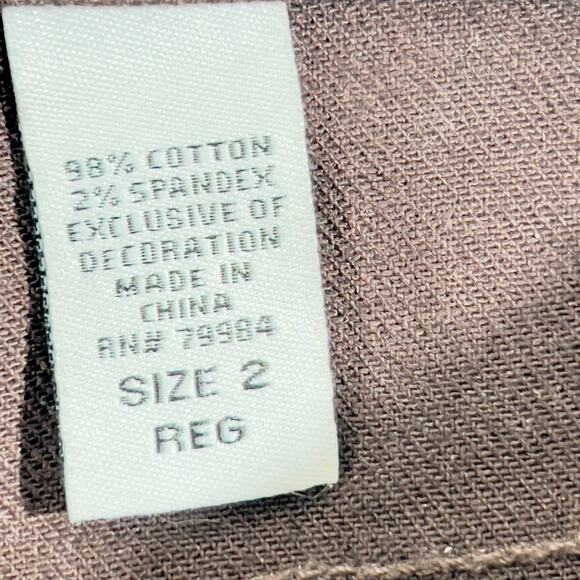 98% COTTON
2% SPANDEX
EXCLUSIVE OF
DECORATION
MADE IN
CHINA
RN# 79984
SIZE 2
REG